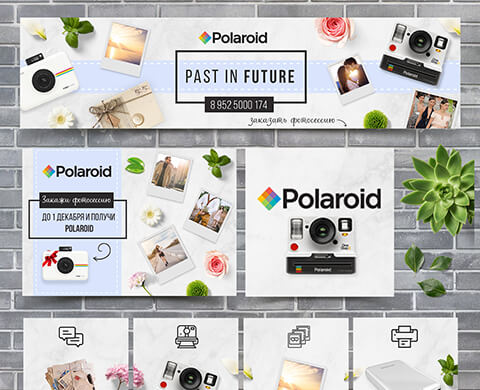 Polaroid
PAST IN FUTURE
8 952 5000 174
заказать фотосессию
Polaroid
Закажи фотосессию
ДО 1 ДЕКАБРЯ И ПОЛУЧИ
POLAROID
Polaroid
Polaroid